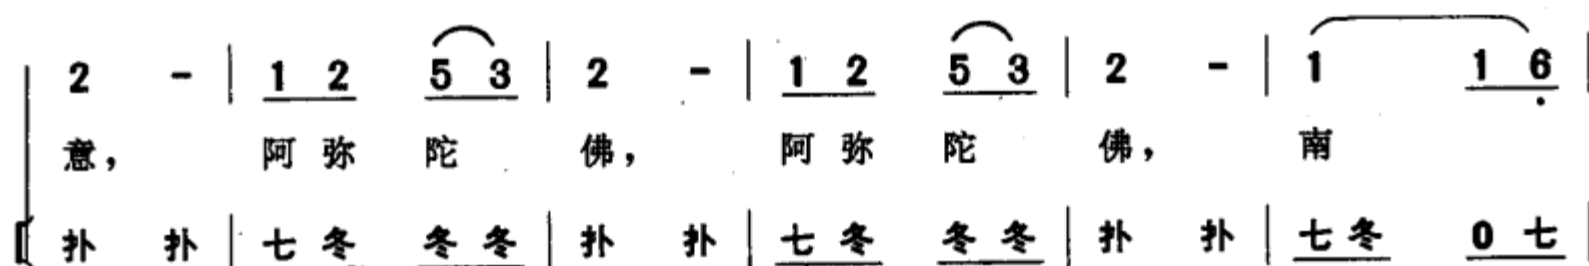 2 - | 1 2 5 3 | 2 - | 1 2 5 3 | 2 - | 1 1 6 |
意， 阿 弥 陀 佛， 阿 弥 陀 佛， 南
扑 扑 | 七 冬 冬 冬 | 扑 扑 | 七 冬 冬 冬 | 扑 扑 | 七 冬 0 七 |